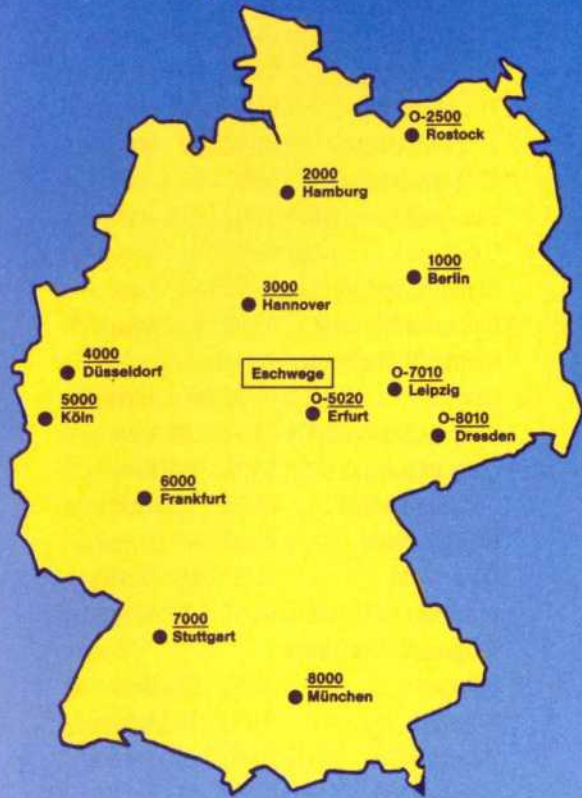 O-2500
Rostock
2000
Hamburg
1000
Berlin
3000
Hannover
4000
Düsseldorf
Eschwege
O-7010
Leipzig
5000
Köln
O-5020
Erfurt
O-8010
Dresden
6000
Frankfurt
7000
Stuttgart
8000
München